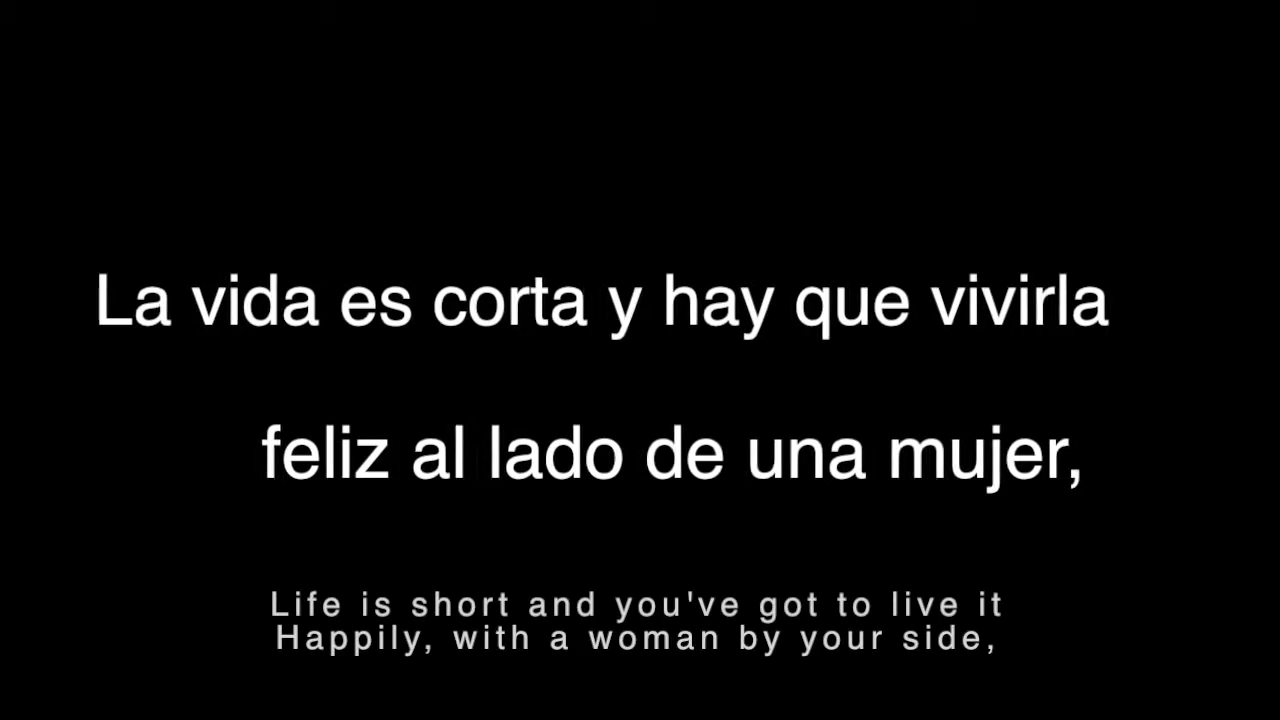 La vida es corta y hay que vivirla
feliz al lado de una mujer,
Life is short and you've got to live it
Happily, with a woman by your side,